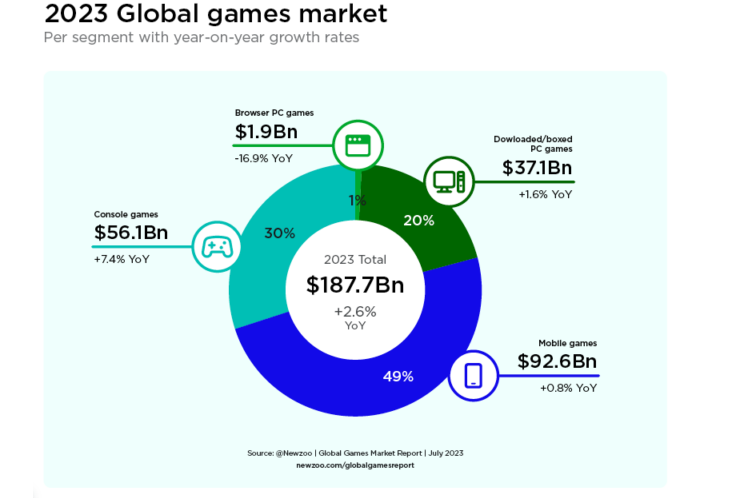 2023 Global games market
Per segment with year-on-year growth rates
Browser PC games
$1.9Bn
-16.9% YoY
Dowloaded/boxed
PC games
$37.1Bn
+1.6% YoY
1%
20%
Console games
$56.1Bn
+7.4% YoY
30%
2023 Total
$187.7Bn
+2.6%
YoY
Mobile games
$92.6Bn
+0.8% YoY
49%
Source: @Newzoo | Global Games Market Report | July 2023
newzoo.com/globalgamesreport